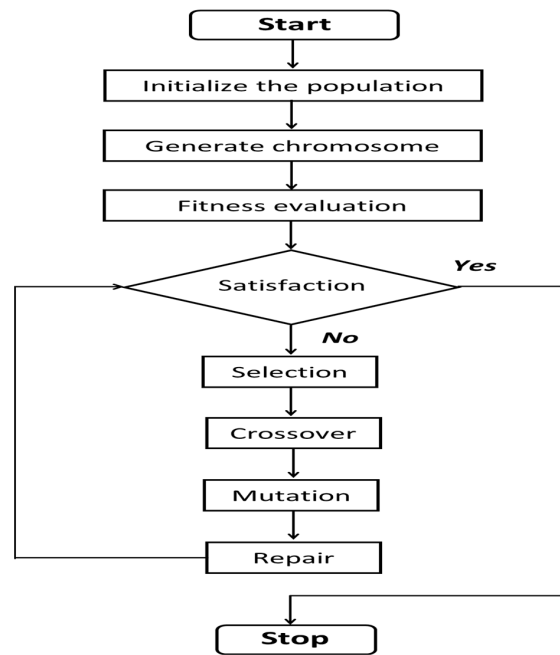 Start
Initialize the population
Generate chromosome
Fitness evaluation
Yes
Satisfaction
No
Selection
Crossover
Mutation
Repair
Stop